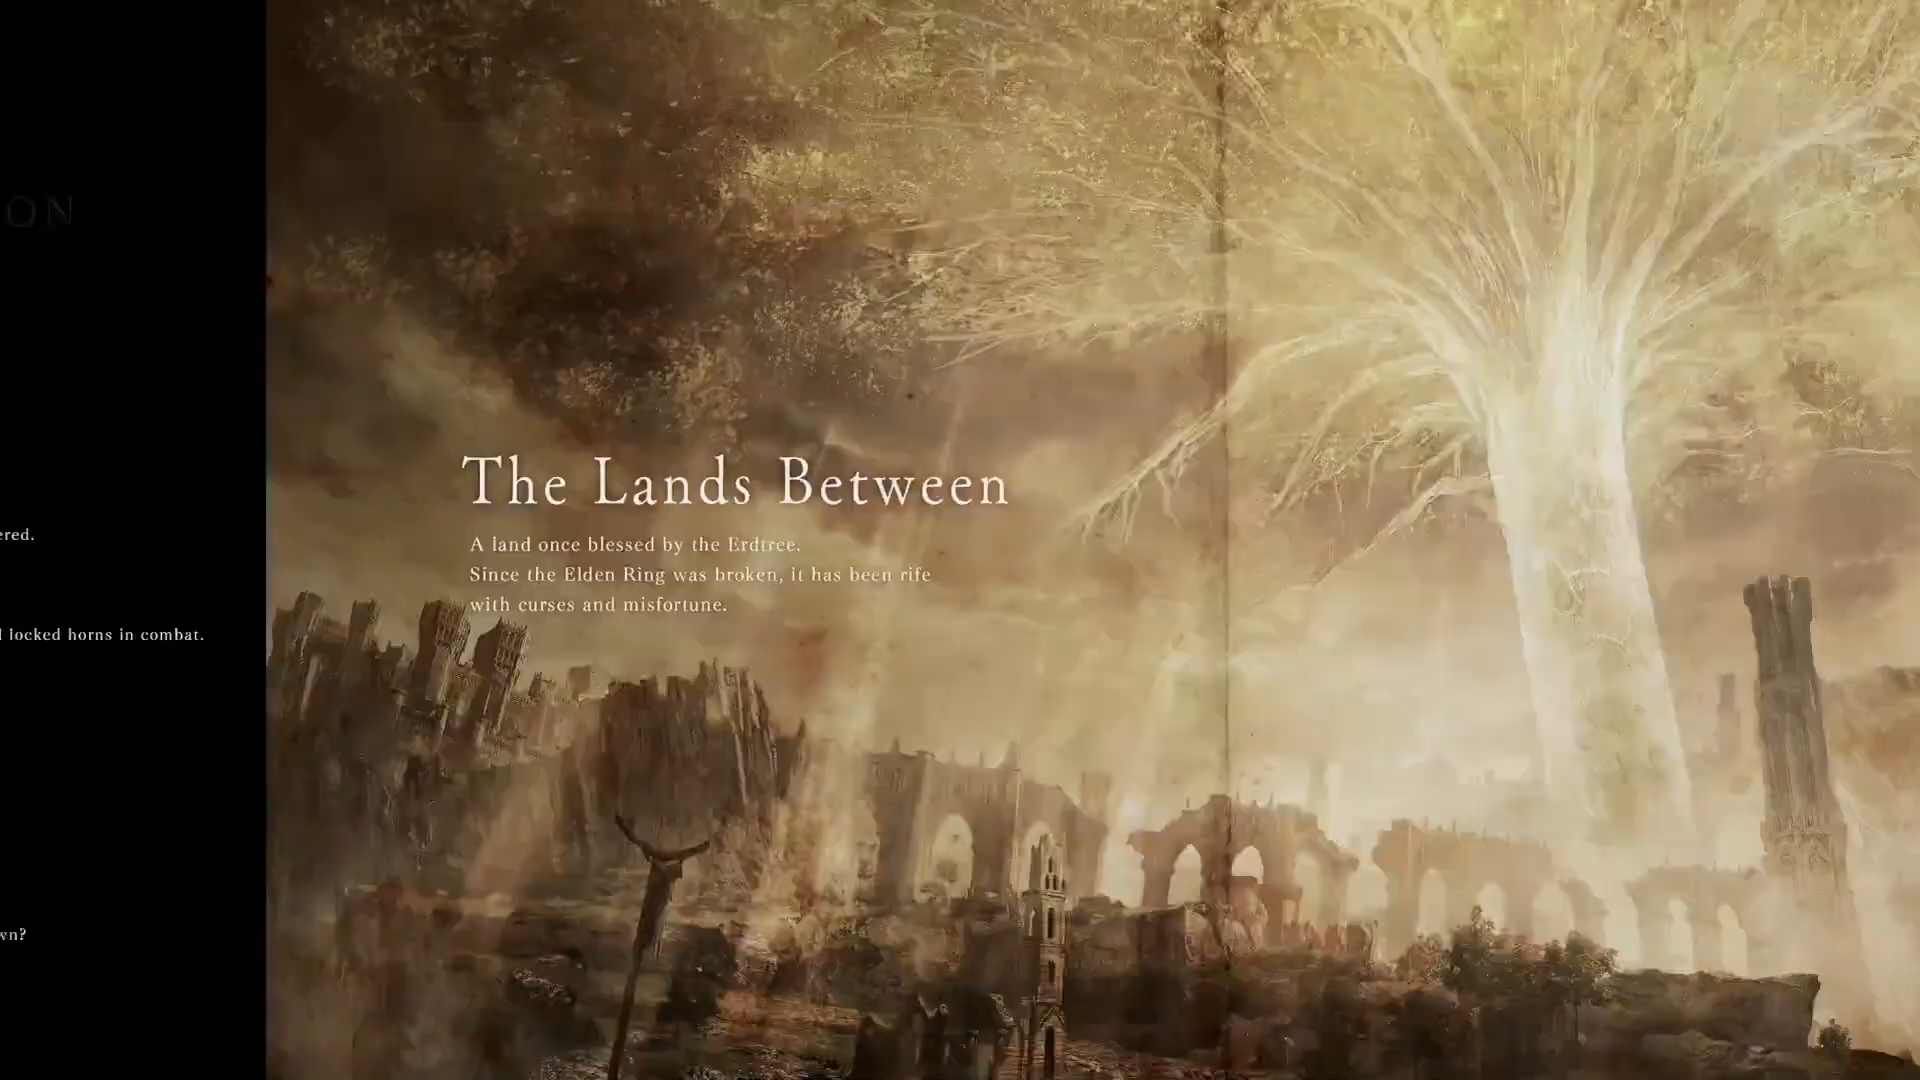 ON
ered.
locked horns in combat.
wn?
The Lands Between
A land once blessed by the Erdtree.
Since the Elden Ring was broken, it has been rife
with curses and misfortune.